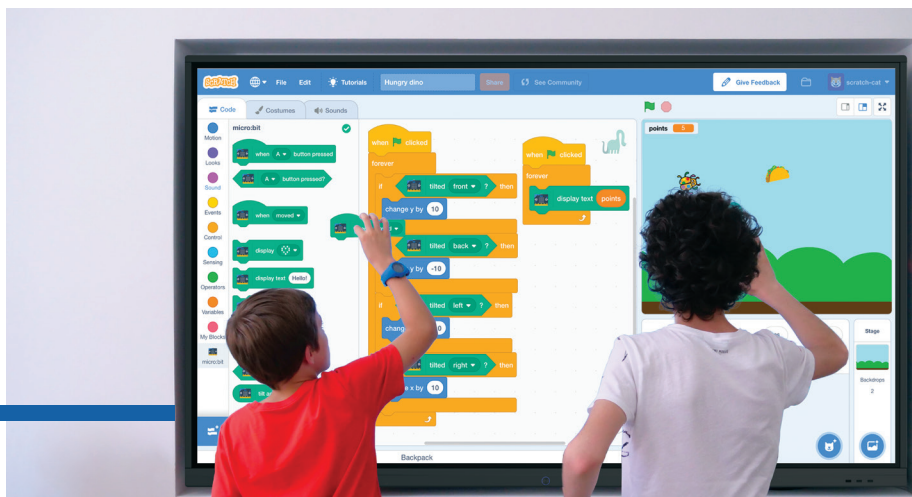 SCRATCH File Edit Tutorials Hungry dino Share See Community Give Feedback scratch-cat
Code Costumes Sounds
Motion
Looks
Sound
Events
Control
Sensing
Operators
Variables
My Blocks
micro:bit
micro:bit
when A button pressed
A button pressed?
when moved
display
display text Hello!
when clicked
forever
if tilted front ? then
change y by 10
tilted back ? then
y by -10
if tilted left ? then
tilted right ? then
x by 10
when clicked
forever
display text points
points 5
Stage
Backdrops
2
Backpack